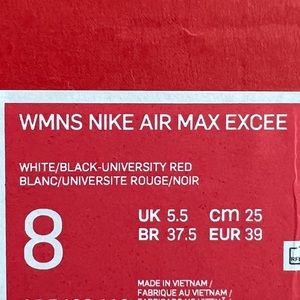 WMNS NIKE AIR MAX EXCEE
WHITE/BLACK-UNIVERSITY RED
BLANC/UNIVERSITE ROUGE/NOIR
8
UK 5.5 cm 25
BR 37.5 EUR 39
MADE IN VIETNAM /
FABRIQUE AU VIETNAM /